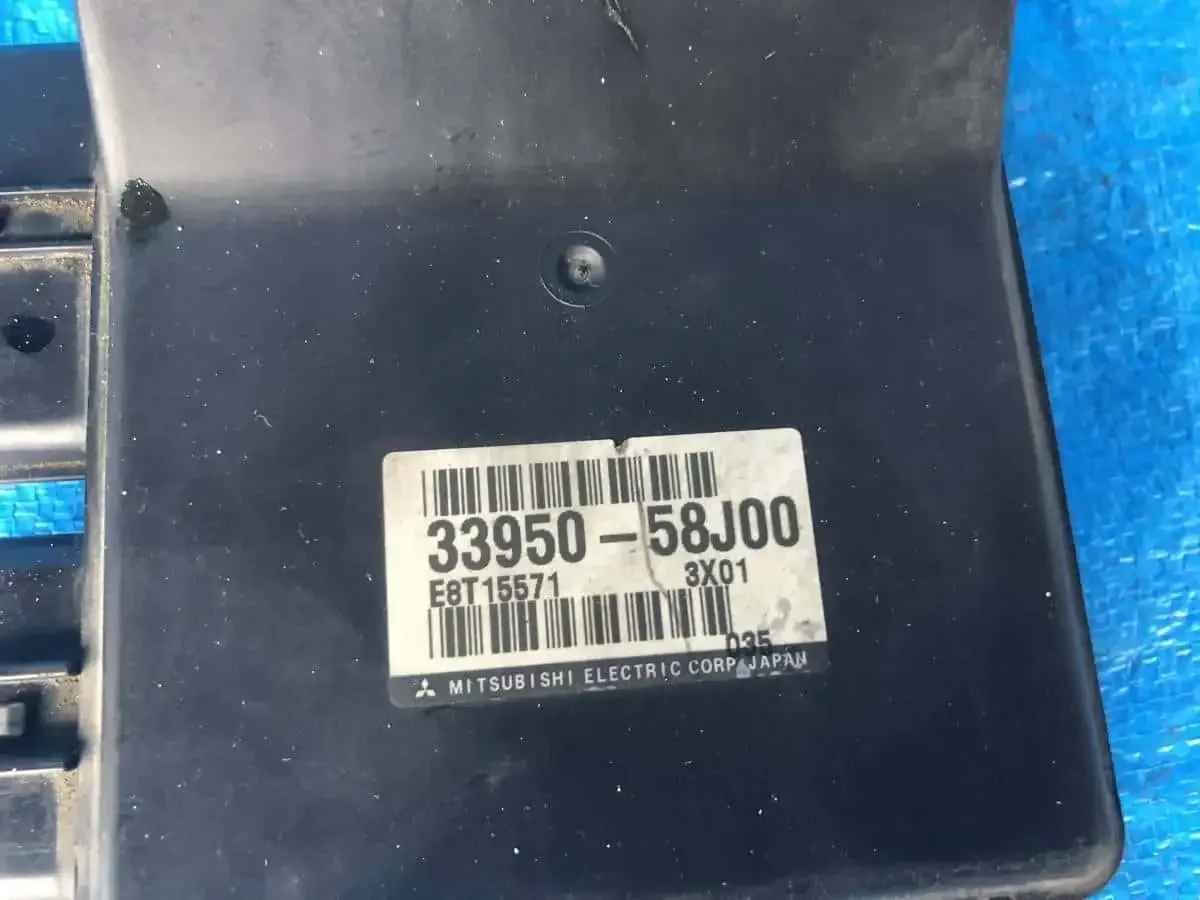 33950-58J00
E8T15571 3X01
035
MITSUBISHI ELECTRIC CORP JAPAN